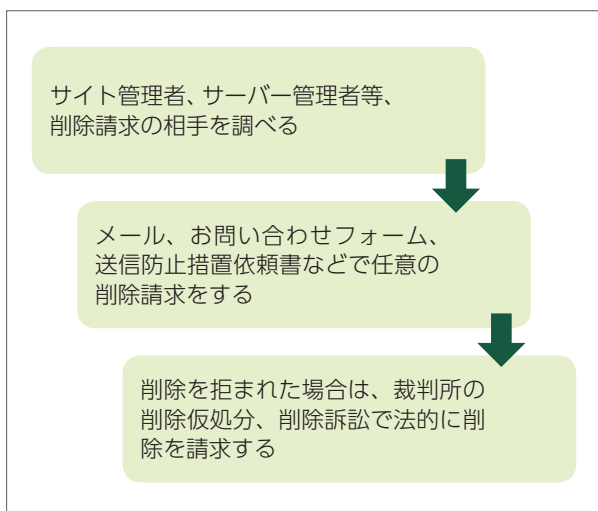 サイト管理者、サーバー管理者等、
削除請求の相手を調べる
メール、お問い合わせフォーム、
送信防止措置依頼書などで任意の
削除請求をする
削除を拒まれた場合は、裁判所の
削除仮処分、削除訴訟で法的に削
除を請求する